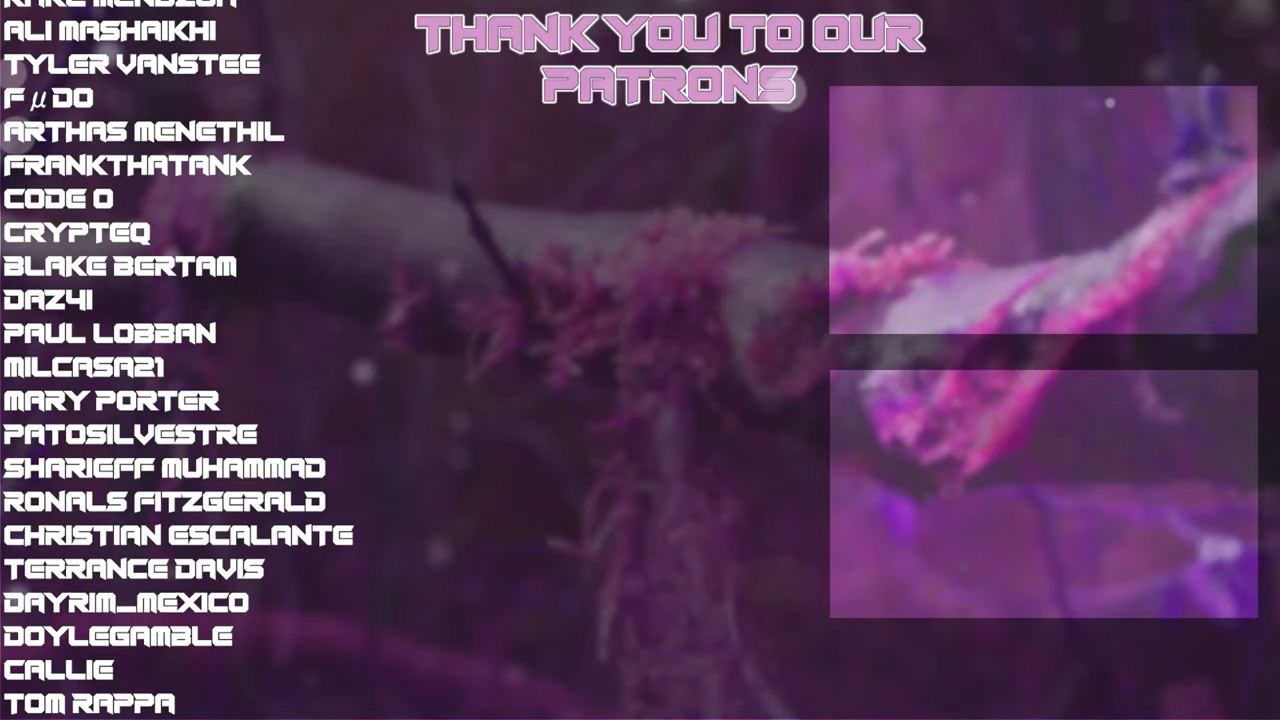 THANK YOU TO OUR
PATRONS
ALI MASHAIKHI
TYLER VANSTEE
F μ DO
ARTHAS MENETHIL
FRANKTHATANK
CODE 0
CRYPTEQ
BLAKE BERTAM
DAZ41
PAUL LOBBAN
MILCASA21
MARY PORTER
PATOSILVESTRE
SHARIEFF MUHAMMAD
RONALS FITZGERALD
CHRISTIAN ESCALANTE
TERRANCE DAVIS
DAYRIM_MEXICO
DOYLEGAMBLE
CALLIE
TOM RAPPA